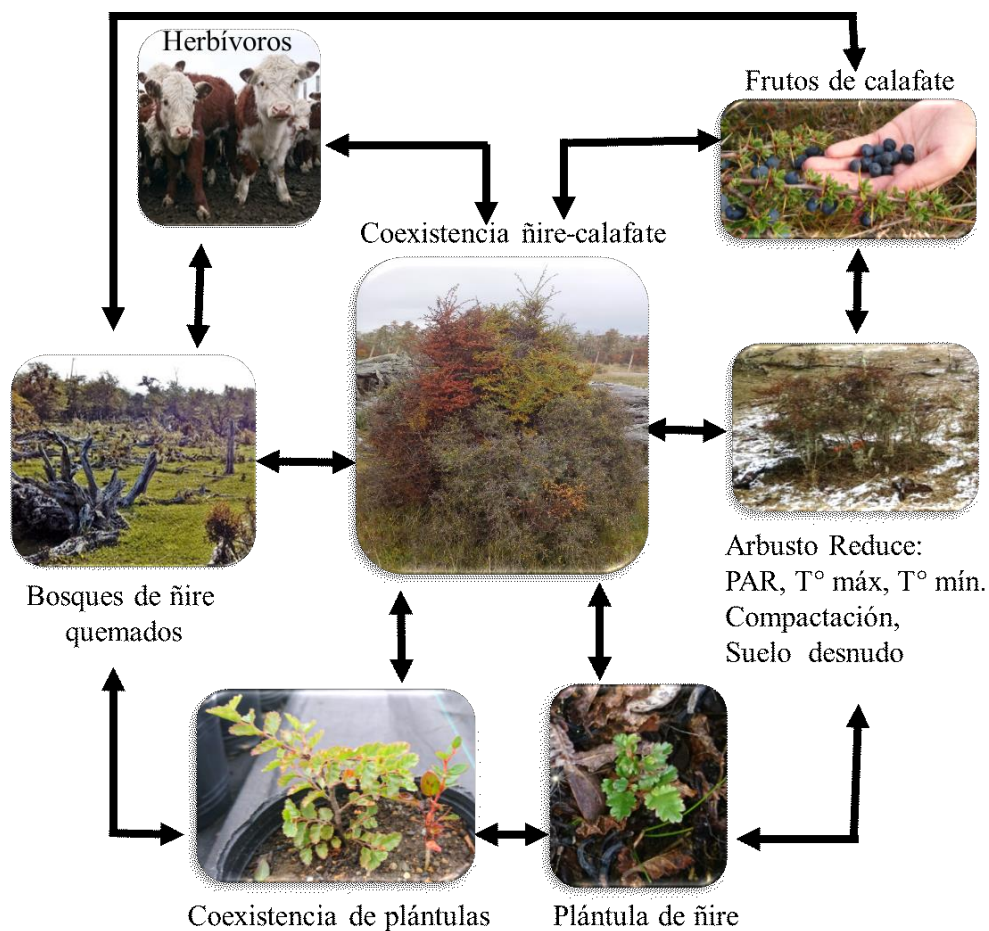 Herbívoros
Frutos de calafate
Coexistencia ñire-calafate
Arbusto Reduce:
PAR, T° máx, T° mín.
Compactación,
Suelo desnudo
Bosques de ñire
quemados
Coexistencia de plántulas
Plántula de ñire